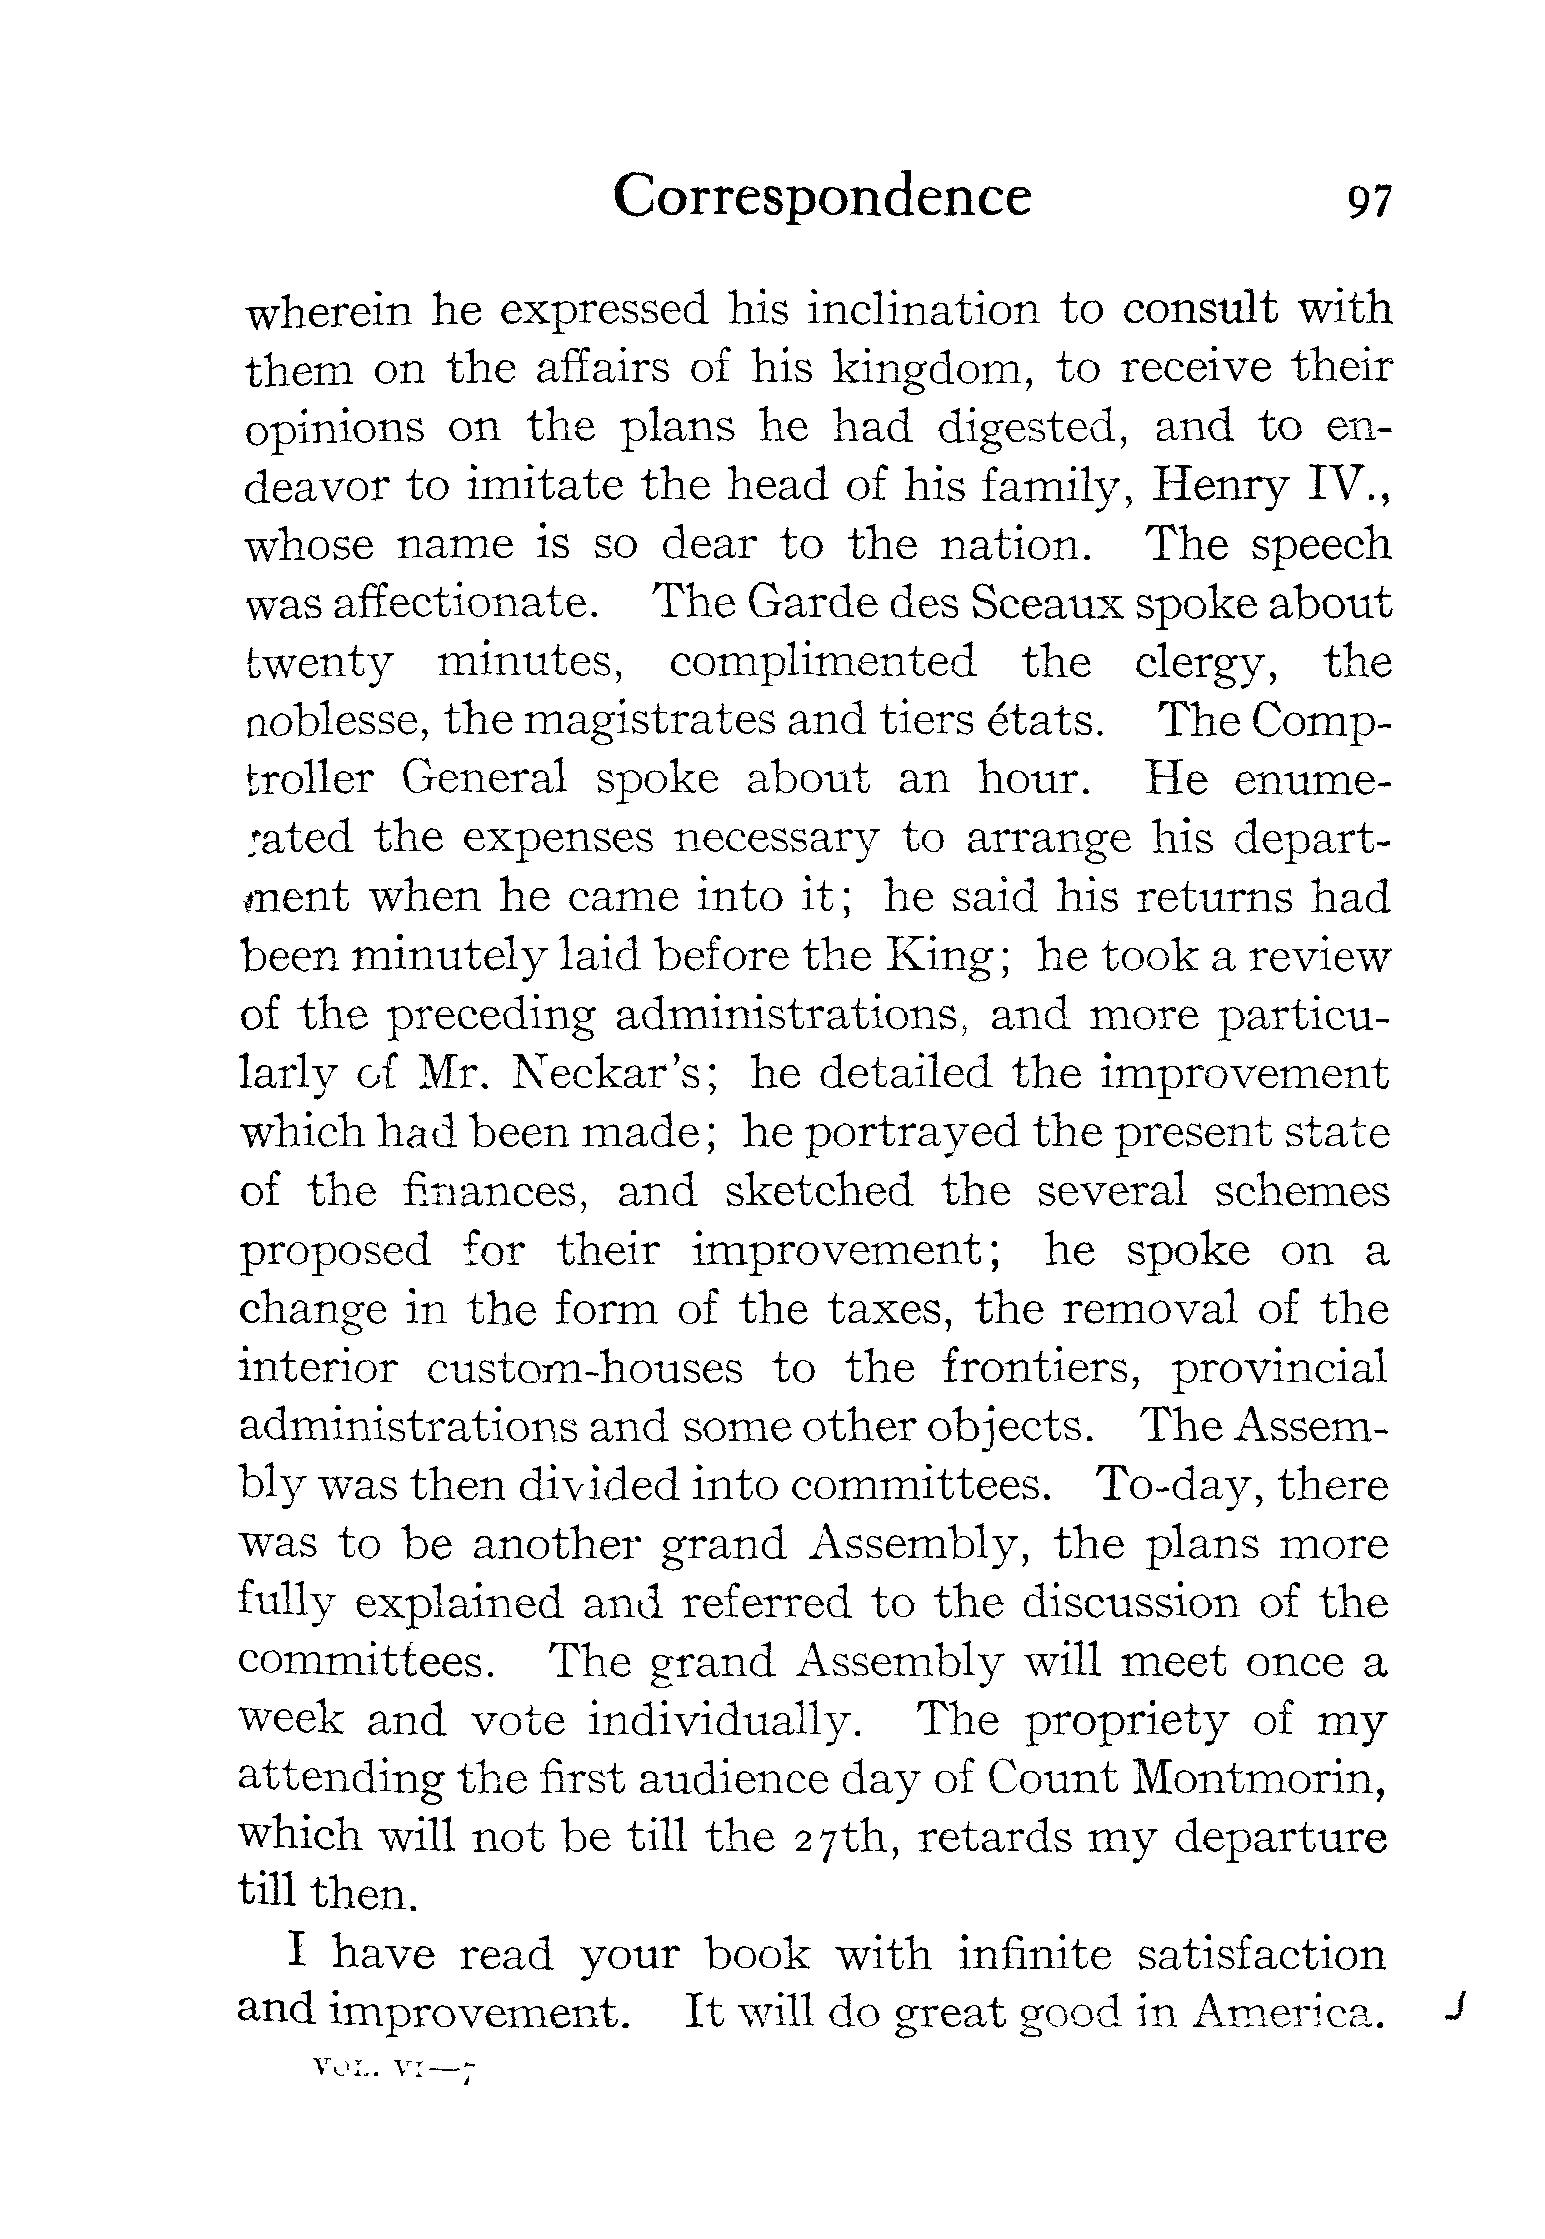 Correspondence 97
wherein he expressed his inclination to consult with
them on the affairs of his kingdom, to receive their
opinions on the plans he had digested, and to en-
deavor to imitate the head of his family, Henry IV.,
whose name is so dear to the nation. The speech
was affectionate. The Garde des Sceaux spoke about
twenty minutes, complimented the clergy, the
noblesse, the magistrates and tiers états. The Comp-
troller General spoke about an hour. He enume-
rated the expenses necessary to arrange his depart-
ment when he came into it; he said his returns had
been minutely laid before the King; he took a review
of the preceding administrations, and more particu-
larly of Mr. Neckar's; he detailed the improvement
which had been made; he portrayed the present state
of the finances, and sketched the several schemes
proposed for their improvement; he spoke on a
change in the form of the taxes, the removal of the
interior custom-houses to the frontiers, provincial
administrations and some other objects. The Assem-
bly was then divided into committees. To-day, there
was to be another grand Assembly, the plans more
fully explained and referred to the discussion of the
committees. The grand Assembly will meet once a
week and vote individually. The propriety of my
attending the first audience day of Count Montmorin,
which will not be till the 27th, retards my departure
till then.
I have read your book with infinite satisfaction
and improvement. It will do great good in America.
VOL. VI—7